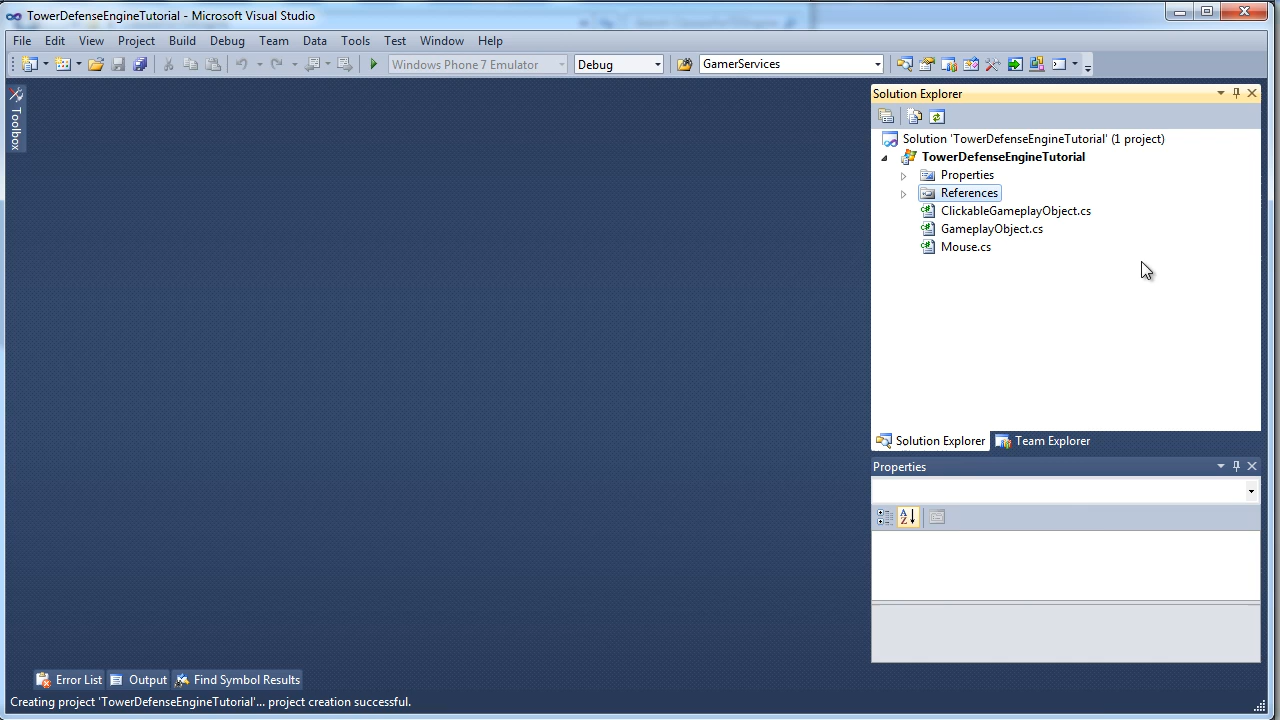 TowerDefenseEngineTutorial - Microsoft Visual Studio
File Edit View Project Build Debug Team Data Tools Test Window Help
Windows Phone 7 Emulator Debug GamerServices
Toolbox
Solution Explorer
Solution 'TowerDefenseEngineTutorial' (1 project)
TowerDefenseEngineTutorial
Properties
References
ClickableGameplayObject.cs
GameplayObject.cs
Mouse.cs
Solution Explorer Team Explorer
Properties
Error List Output Find Symbol Results
Creating project 'TowerDefenseEngineTutorial'... project creation successful.